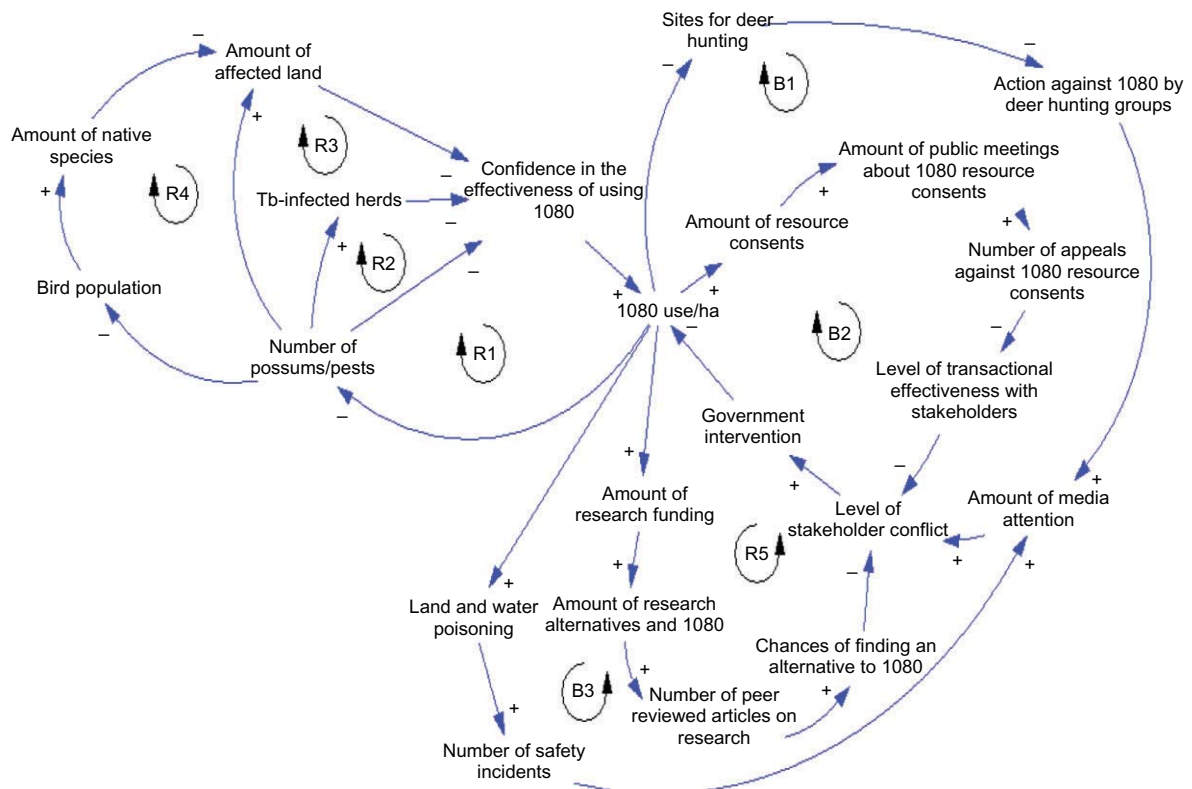 Sites for deer
hunting
–
–
Amount of
affected land
–
B1
Action against 1080 by
deer hunting groups
+
R3
Amount of native
species
Amount of public meetings
about 1080 resource
consents
Confidence in the
effectiveness of using
1080
–
+
R4
Tb-infected herds
–
+
Amount of resource
consents
+
Number of appeals
against 1080 resource
consents
+
R2
–
Bird population
+
+
1080 use/ha
–
–
–
B2
Number of
possums/pests
R1
Level of transactional
effectiveness with
stakeholders
–
Government
intervention
+
–
+
Amount of
research funding
+
Level of
stakeholder conflict
Amount of media
attention
R5
+
+
–
+
+
Land and water
poisoning
Amount of research
alternatives and 1080
Chances of finding an
alternative to 1080
+
+
B3
Number of peer
reviewed articles on
research
+
Number of safety
incidents